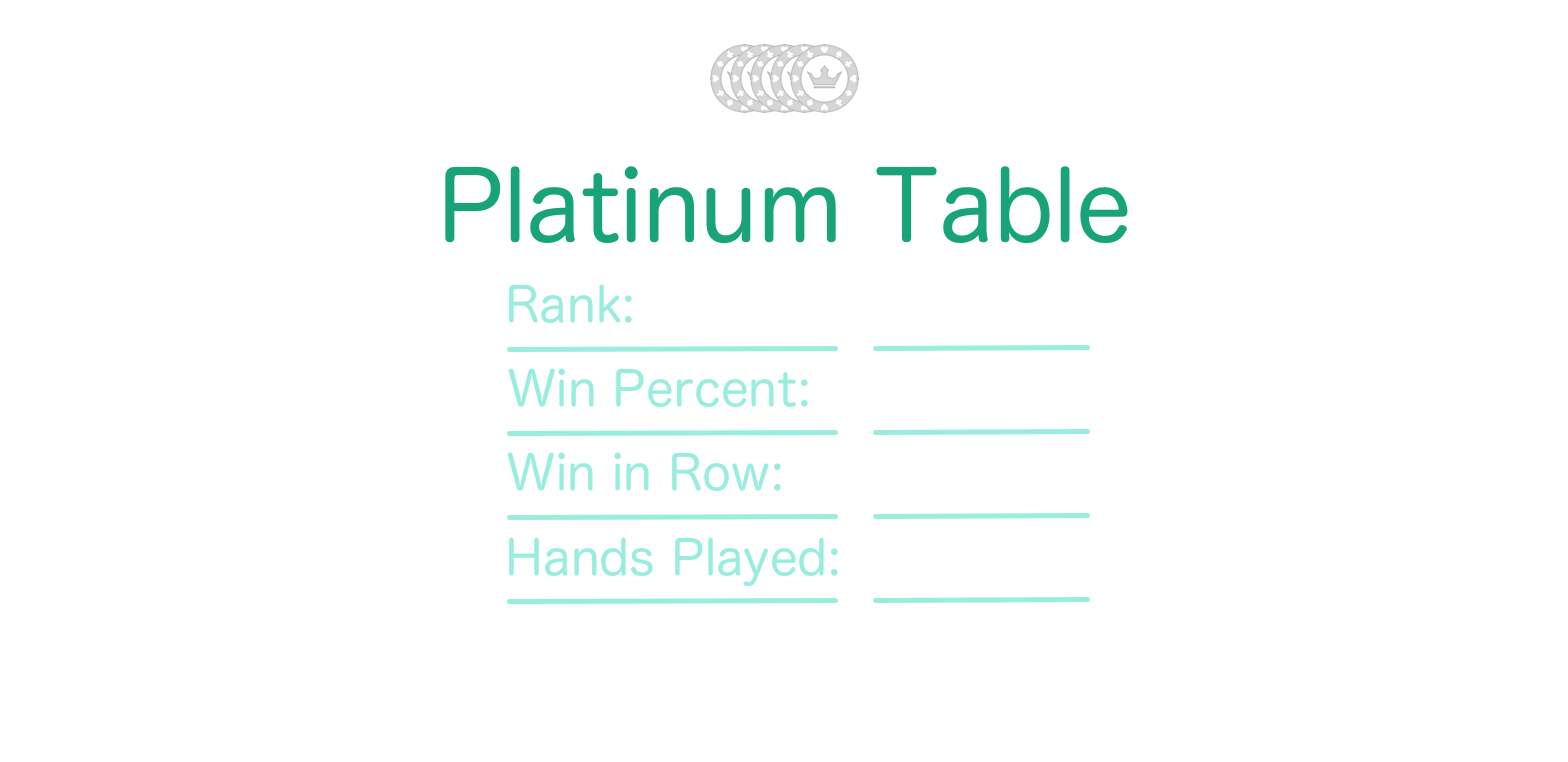 Platinum Table
Rank:
Win Percent:
Win in Row:
Hands Played: